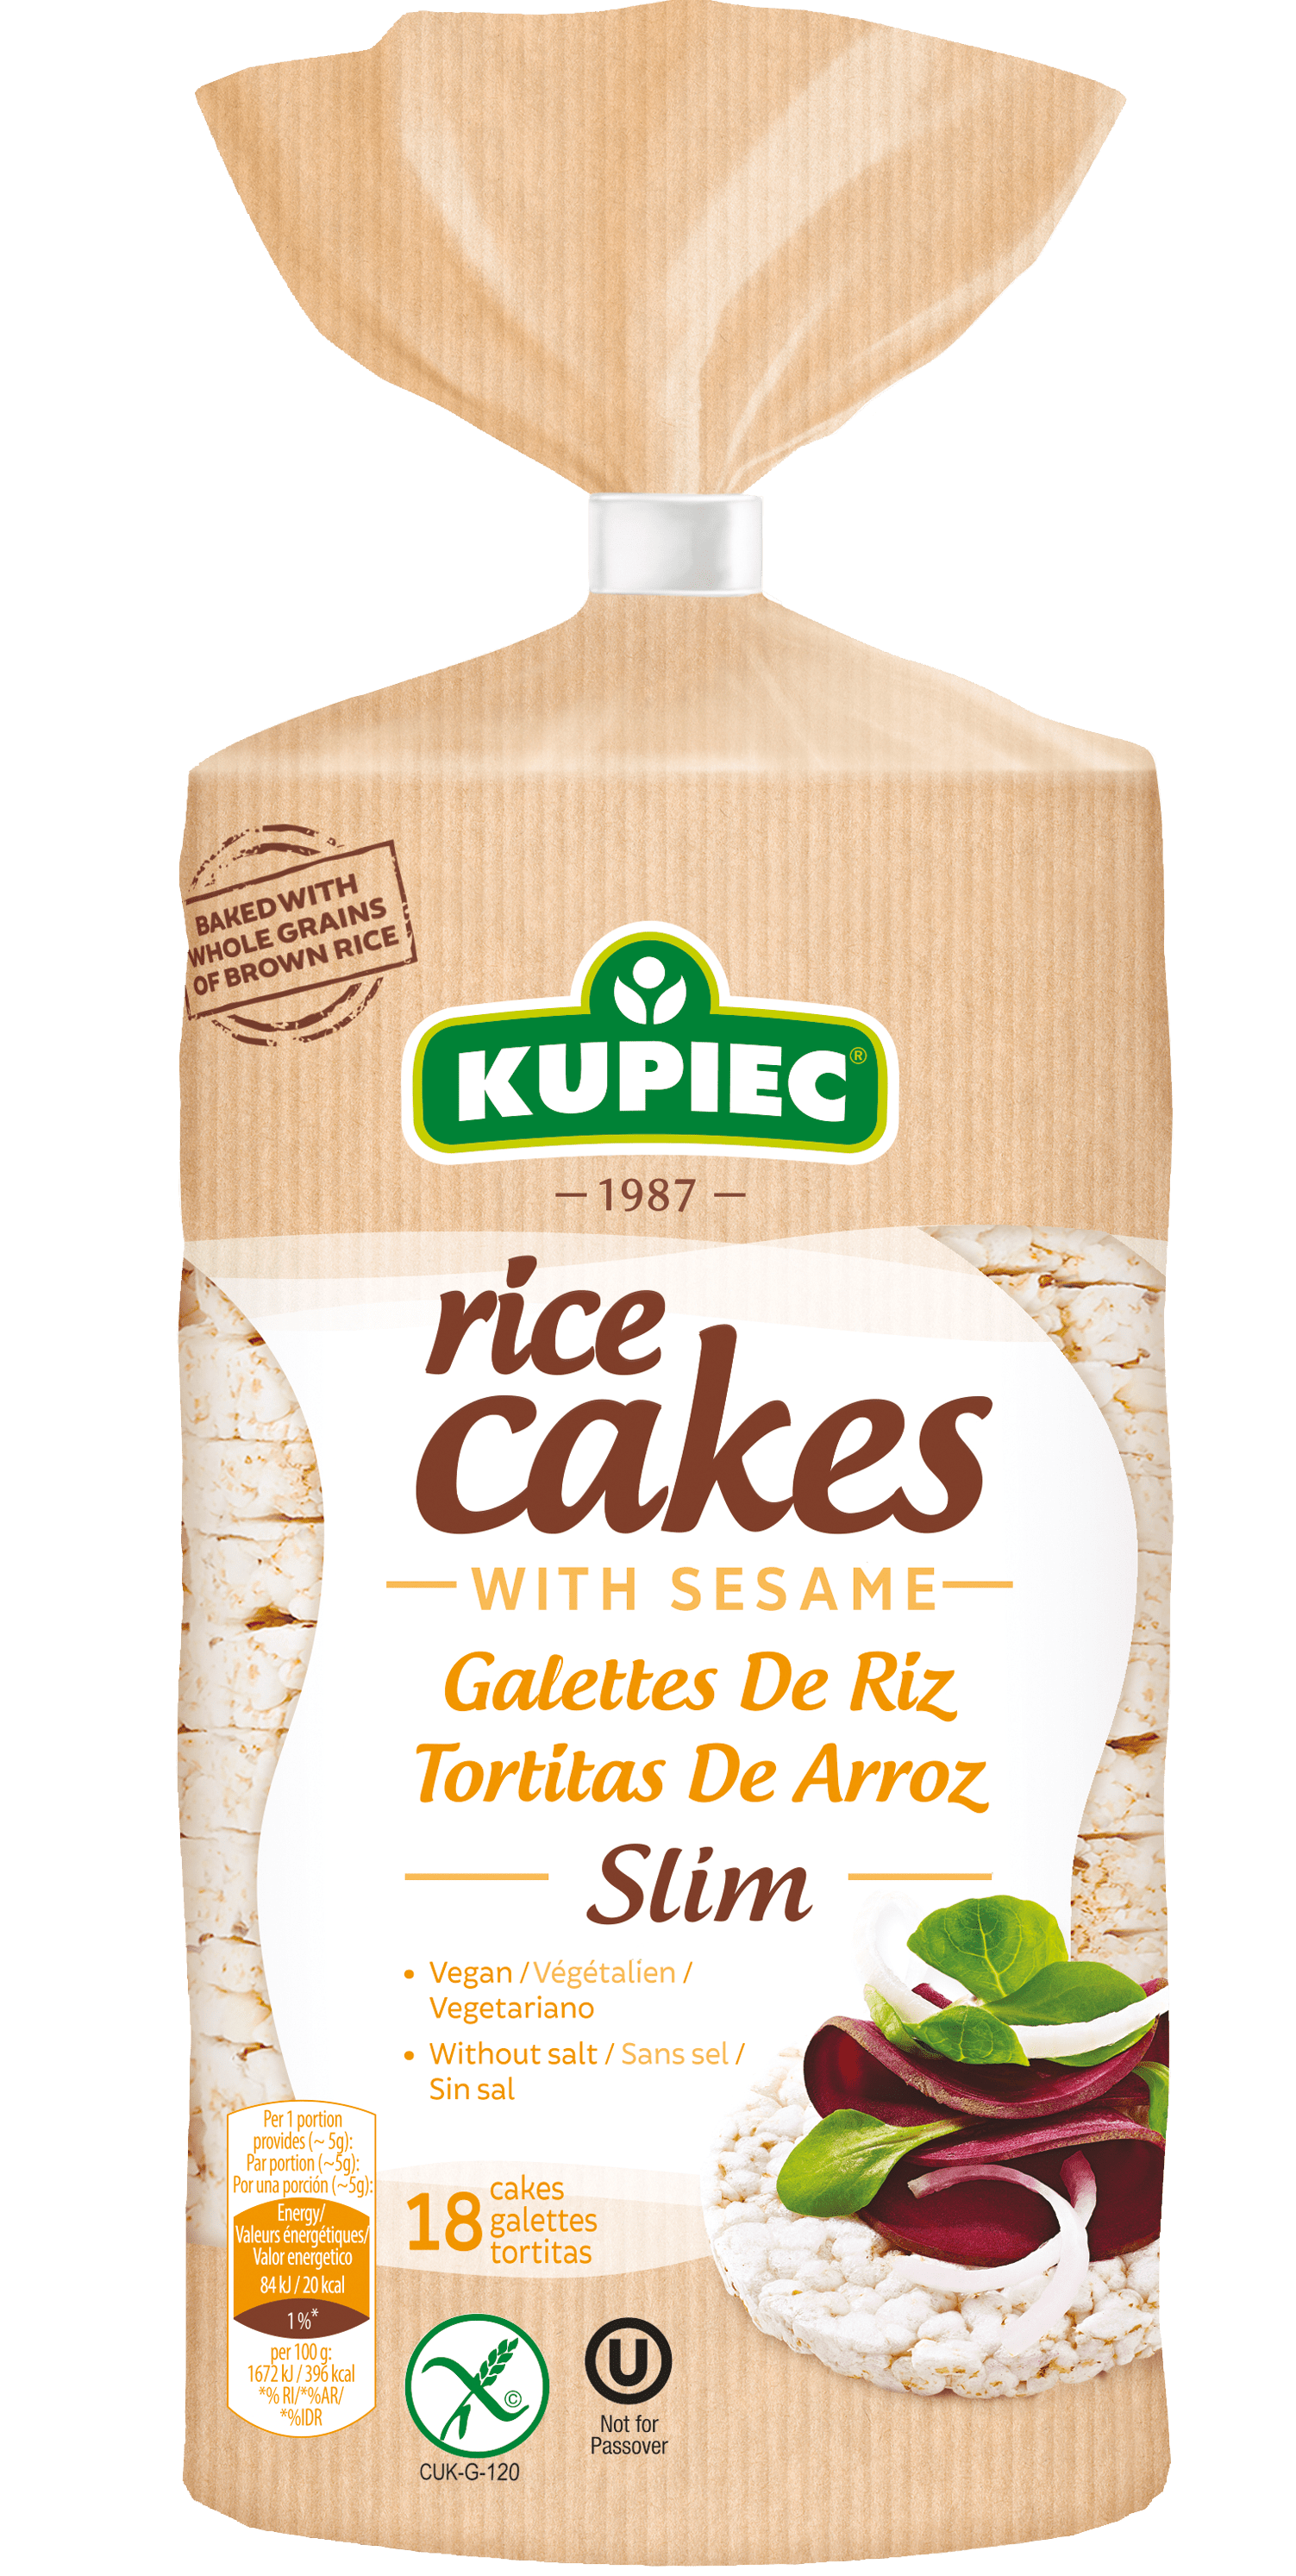 BAKED WITH
WHOLE GRAINS
OF BROWN RICE
KUPIEC®
– 1987 –
rice
cakes
WITH SESAME
Galettes De Riz
Tortitas De Arroz
Slim
• Vegan / Végétalien /
Vegetariano
• Without salt / Sans sel /
Sin sal
Per 1 portion
provides (~ 5g):
Par portion (~5g):
Por una porción (~5g):
Energy/
Valeurs énergétiques/
Valor energetico
84 kJ / 20 kcal
1%*
per 100 g:
1672 kJ / 396 kcal
*% RI/*%AR/
*%IDR
18 cakes
galettes
tortitas
©
CUK-G-120
U
Not for
Passover